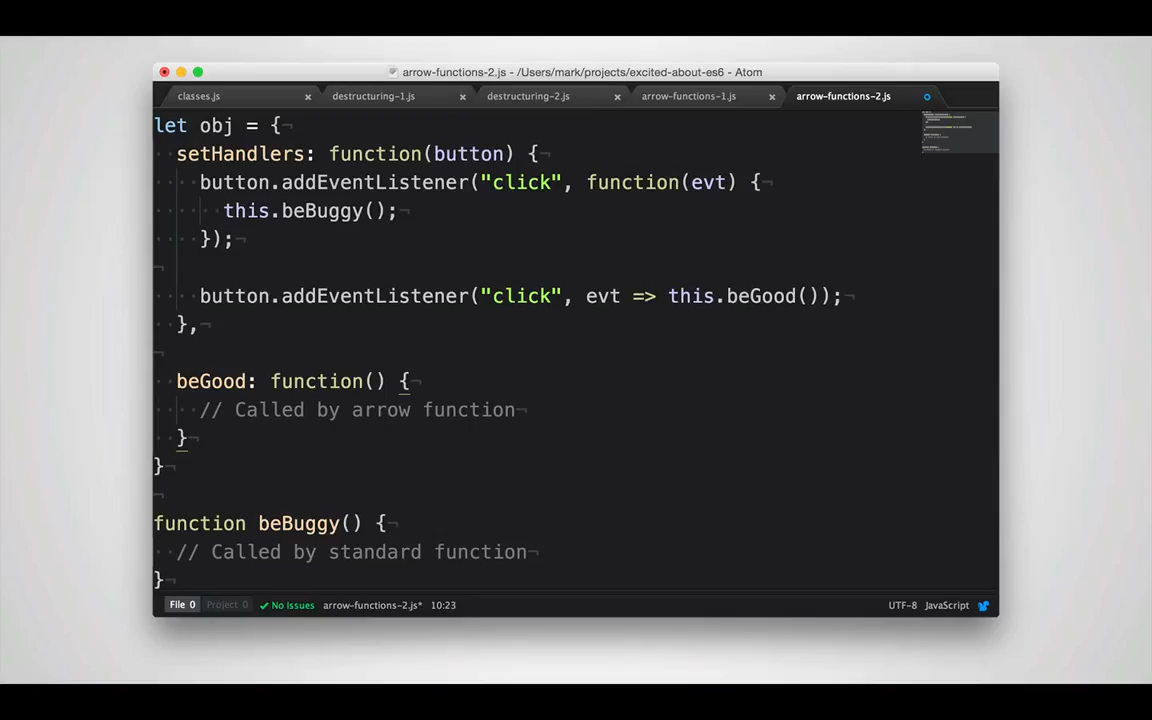 arrow-functions-2.js - /Users/mark/projects/excited-about-es6 - Atom
classes.js destructuring-1.js destructuring-2.js arrow-functions-1.js arrow-functions-2.js
let obj = {
setHandlers: function(button) {
button.addEventListener("click", function(evt) {
this.beBuggy();
});
button.addEventListener("click", evt => this.beGood());
},
beGood: function() {
// Called by arrow function
}
}
function beBuggy() {
// Called by standard function
}
File 0 Project 0 No Issues arrow-functions-2.js* 10:23 UTF-8 JavaScript